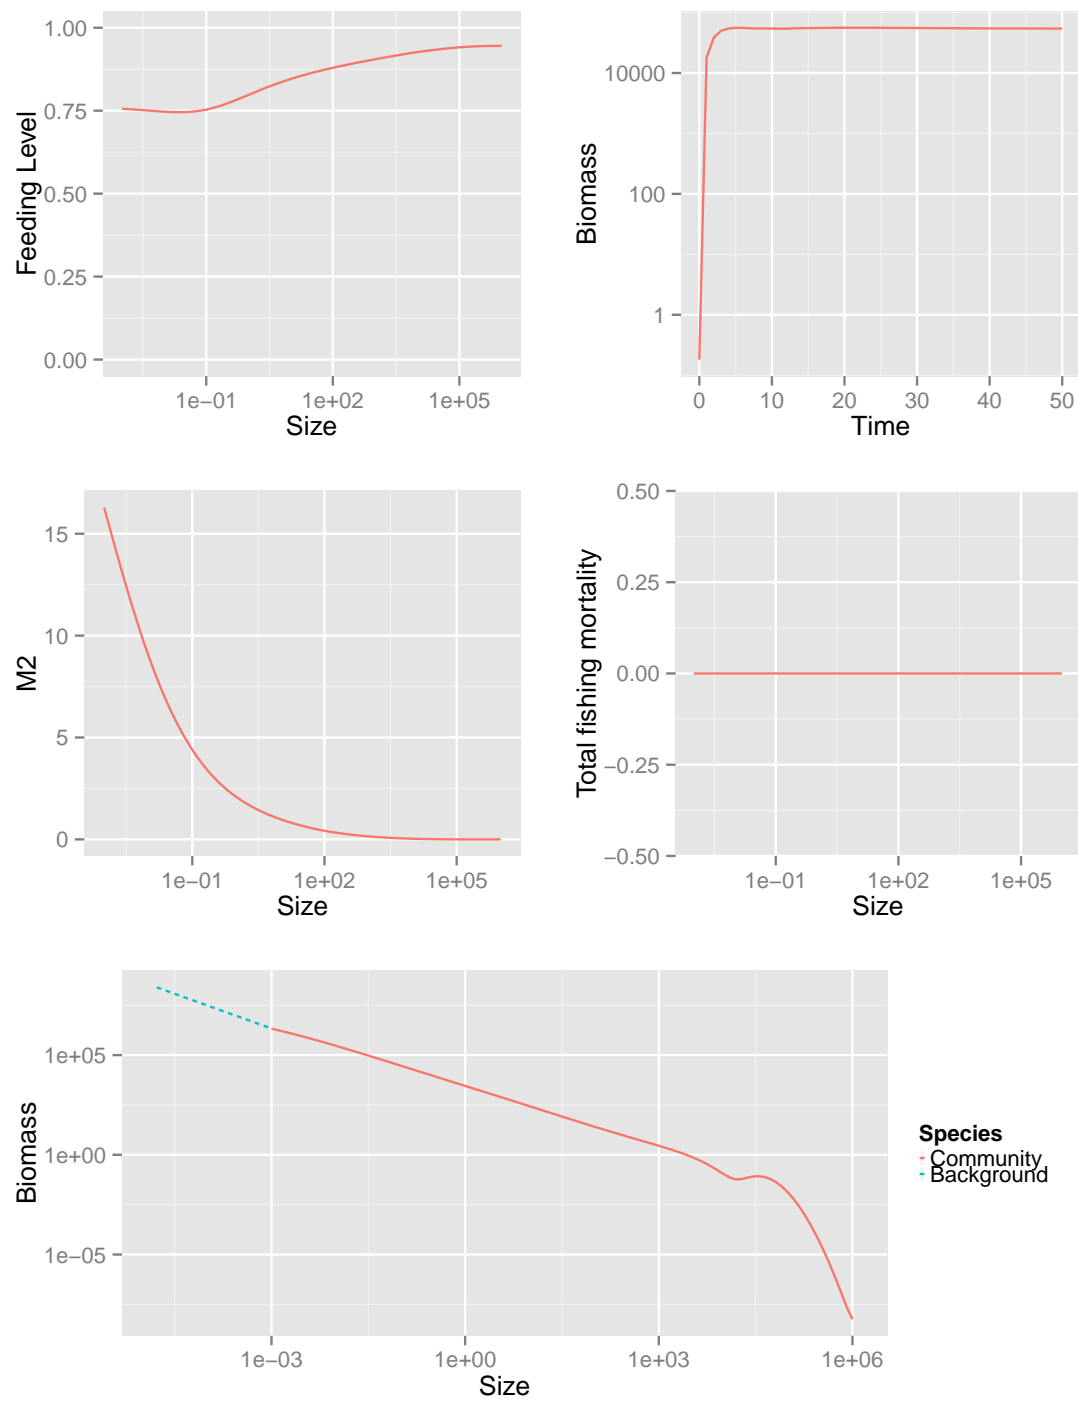 1.00
0.75
0.50
0.25
0.00
Feeding Level
1e−01
1e+02
1e+05
Size
10000
100
1
Biomass
0
10
20
30
40
50
Time
15
10
5
0
M2
1e−01
1e+02
1e+05
Size
0.50
0.25
0.00
−0.25
−0.50
Total fishing mortality
1e−01
1e+02
1e+05
Size
1e+05
1e+00
1e−05
Biomass
1e−03
1e+00
1e+03
1e+06
Size
Species
Community
Background